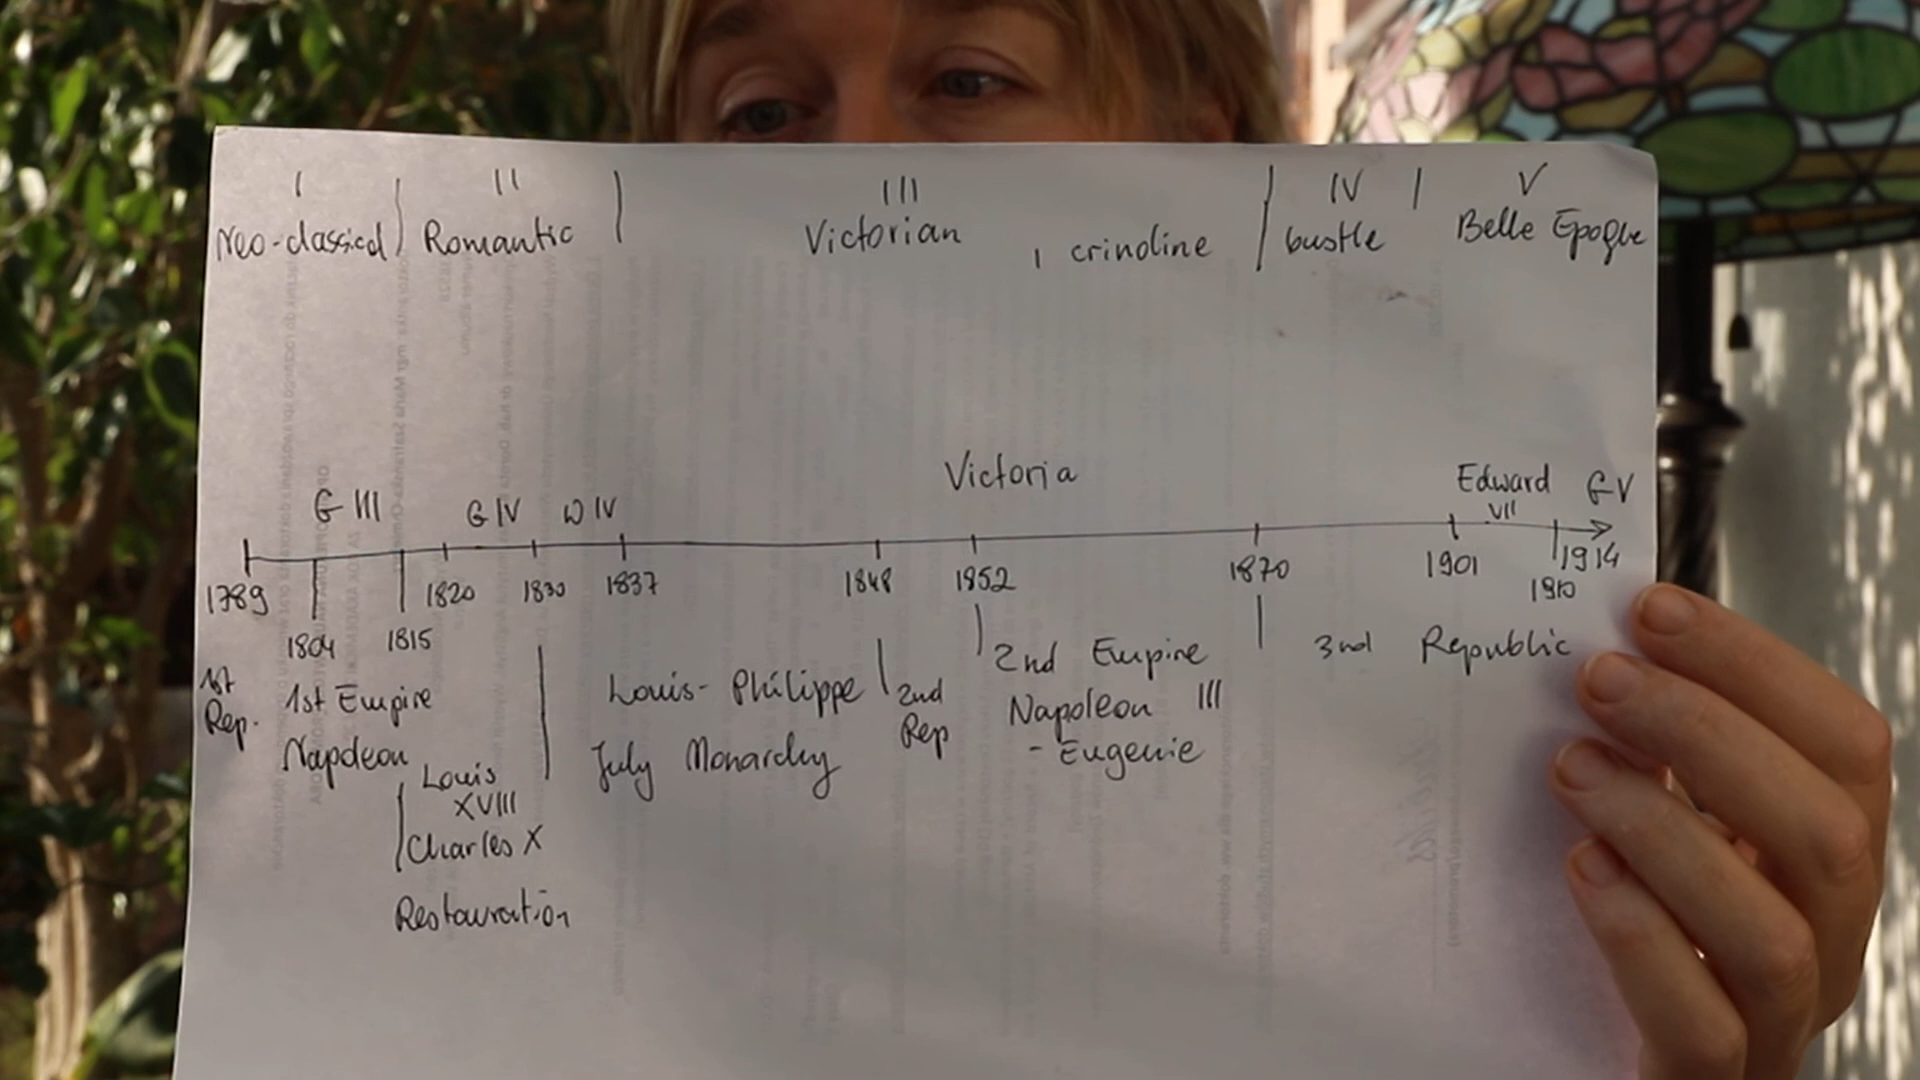 I II III IV V
Neo-classical Romantic Victorian crinoline bustle Belle Epoque
Victoria
G III G IV W IV Edward VII G V
1789 1804 1815 1820 1830 1837 1848 1852 1870 1901 1910 1914
1st Rep.
1st Empire
Napoleon
Louis XVIII
Charles X
Restauration
Louis-Philippe
July Monarchy
2nd Rep
2nd Empire
Napoleon III
- Eugenie
3nd Republic